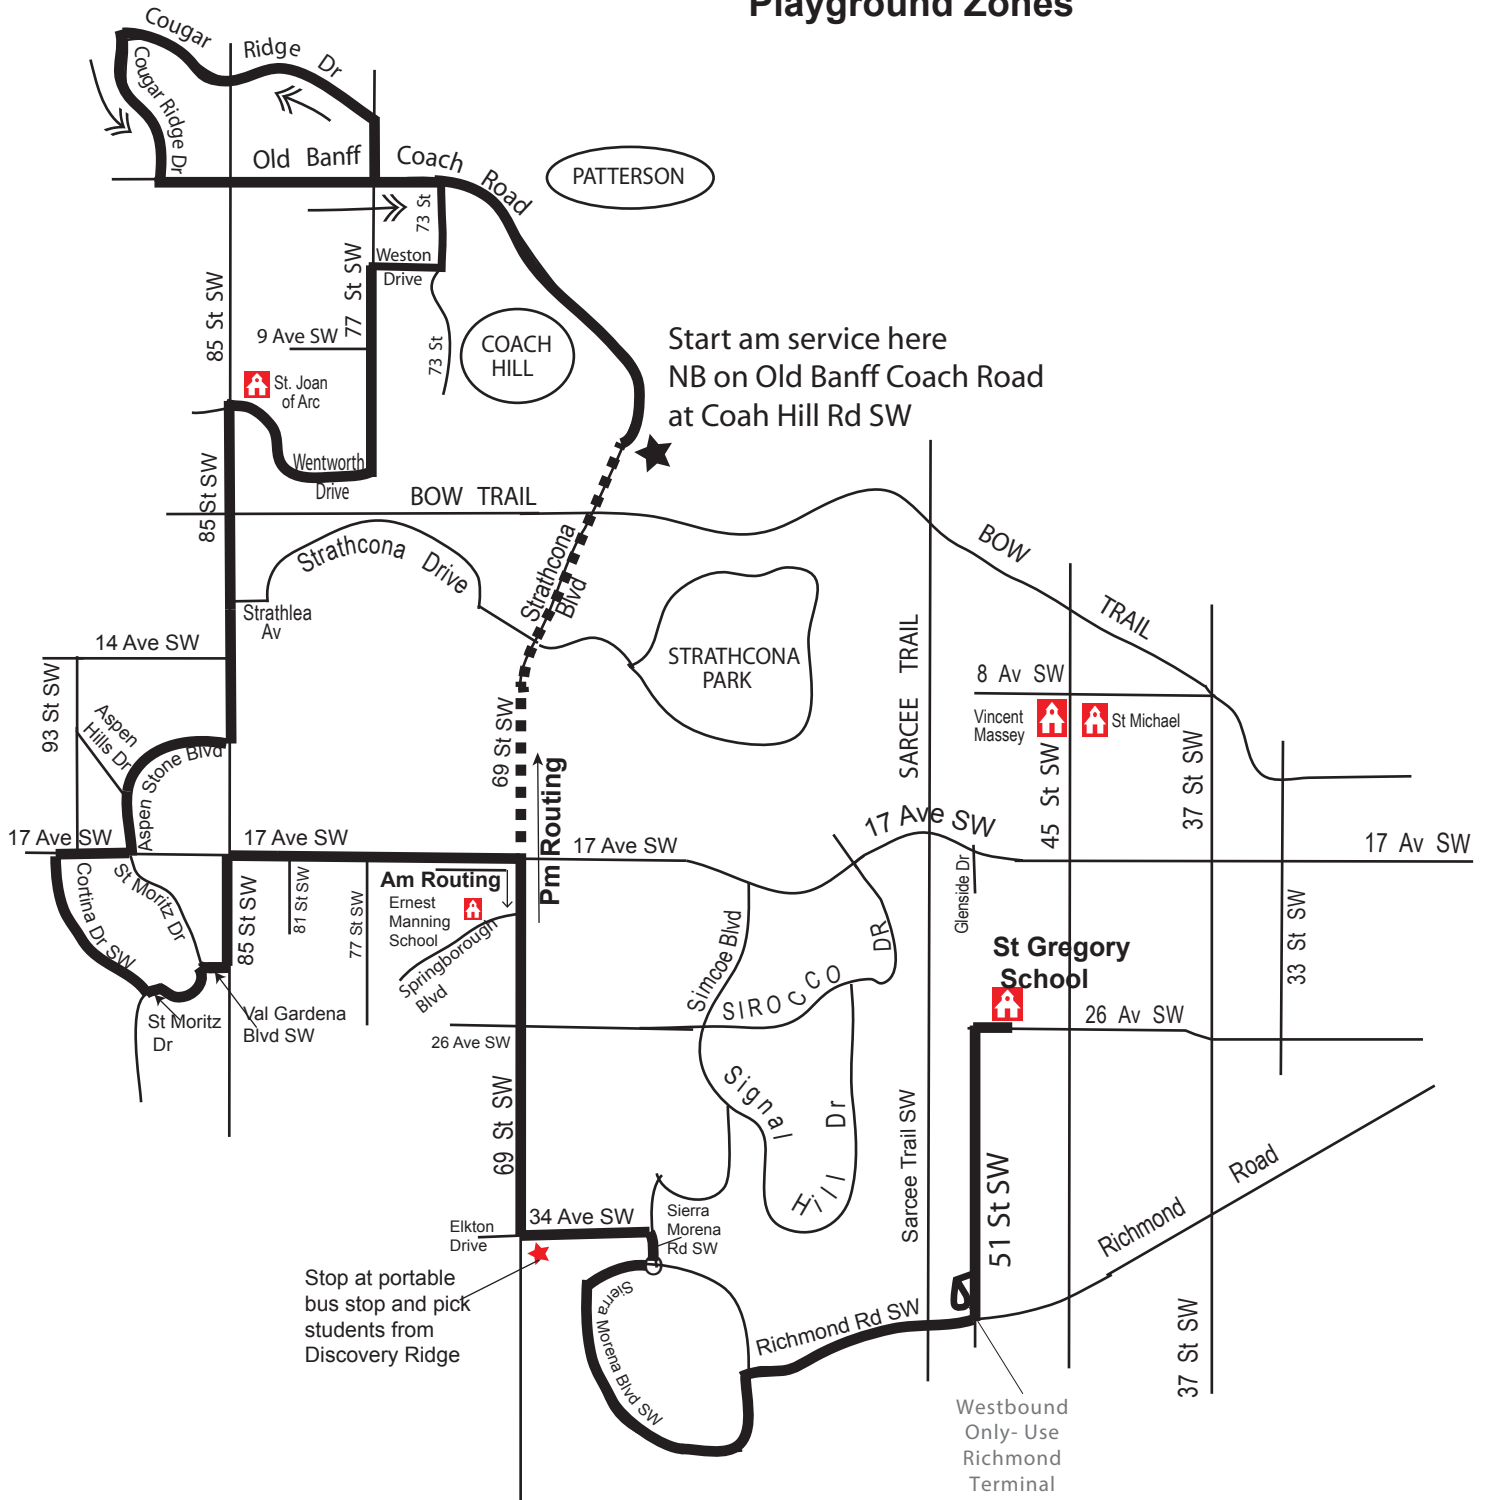 Playground Zones
Cougar Ridge Dr
Cougar Ridge Dr
Old Banff Coach Road
PATTERSON
73 St
Weston
Drive
85 St SW
77 St SW
9 Ave SW
73 St
COACH
HILL
Start am service here
NB on Old Banff Coach Road
at Coah Hill Rd SW
St. Joan
of Arc
Wentworth
Drive
85 St SW
BOW TRAIL
BOW TRAIL
Strathcona Drive
Strathcona
Blvd
Strathlea
Av
14 Ave SW
STRATHCONA
PARK
SARCEE TRAIL
8 Av SW
Vincent
Massey
St Michael
93 St SW
Aspen
Hills Dr
Aspen Stone Blvd
69 St SW
45 St SW
37 St SW
17 Ave SW
17 Ave SW
17 Ave SW
17 Ave SW
17 Av SW
Pm Routing
Am Routing
Ernest
Manning
School
Springborough
Blvd
Cortina Dr SW
St Moritz Dr
85 St SW
81 St SW
77 St SW
Simcoe Blvd
SIROCCO DR
Glenside Dr
St Gregory
School
33 St SW
St Moritz
Dr
Val Gardena
Blvd SW
26 Ave SW
26 Av SW
Signal Hill Dr
69 St SW
Sarcee Trail SW
51 St SW
Richmond Road
Elkton
Drive
34 Ave SW
Sierra
Morena
Rd SW
Stop at portable
bus stop and pick
students from
Discovery Ridge
Sierra Morena Blvd SW
Richmond Rd SW
37 St SW
Westbound
Only- Use
Richmond
Terminal